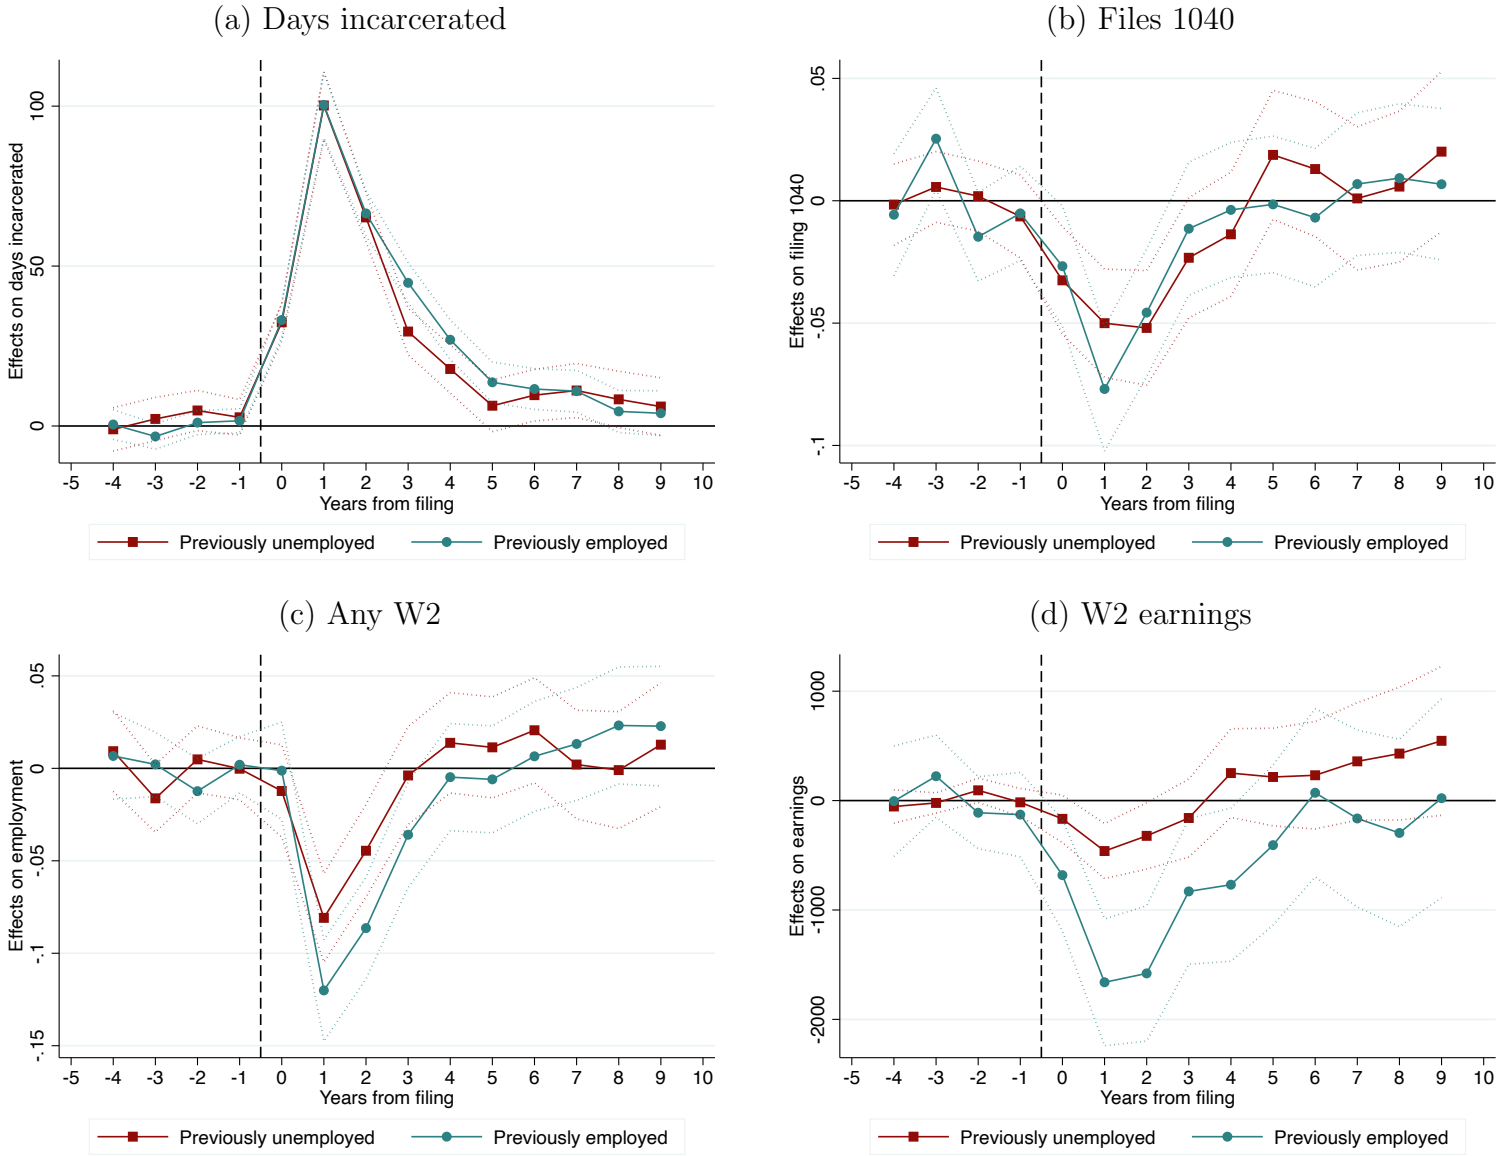 (a) Days incarcerated
Effects on days incarcerated
100
50
0
-5 -4 -3 -2 -1 0 1 2 3 4 5 6 7 8 9 10
Years from filing
Previously unemployed Previously employed
(b) Files 1040
Effects on filing 1040
.05
0
-.05
-.1
-5 -4 -3 -2 -1 0 1 2 3 4 5 6 7 8 9 10
Years from filing
Previously unemployed Previously employed
(c) Any W2
Effects on employment
.05
0
-.05
-.1
-.15
-5 -4 -3 -2 -1 0 1 2 3 4 5 6 7 8 9 10
Years from filing
Previously unemployed Previously employed
(d) W2 earnings
Effects on earnings
1000
0
-1000
-2000
-5 -4 -3 -2 -1 0 1 2 3 4 5 6 7 8 9 10
Years from filing
Previously unemployed Previously employed